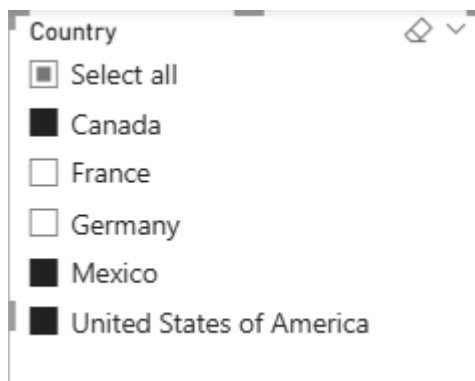 Country
Select all
Canada
France
Germany
Mexico
United States of America